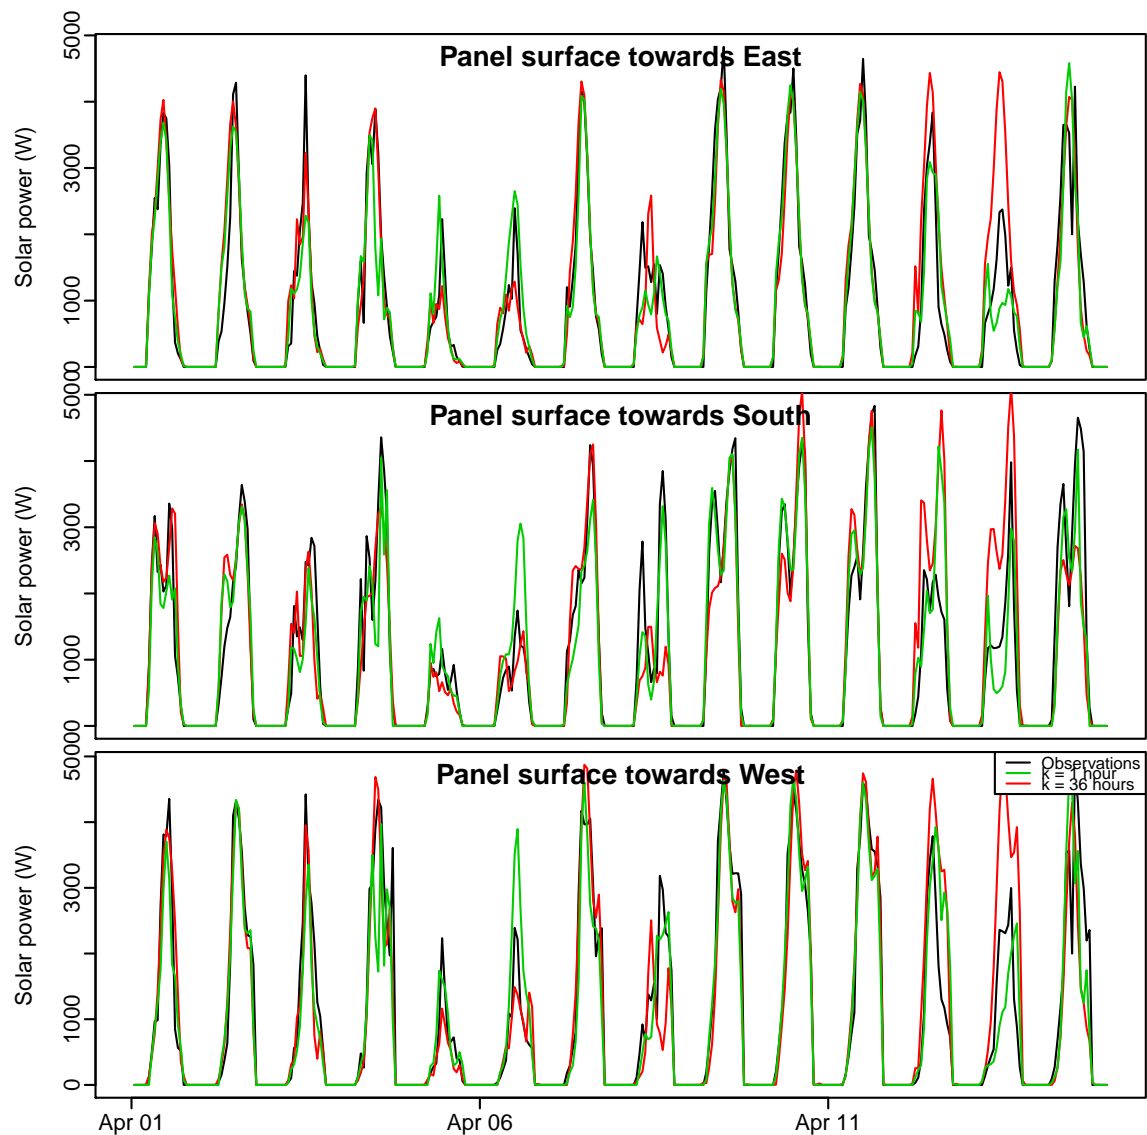 Panel surface towards East
Solar power (W)
5000
3000
1000
0
Panel surface towards South
Solar power (W)
5000
3000
1000
0
Panel surface towards West
Solar power (W)
5000
3000
1000
0
Observations
k = 1 hour
k = 36 hours
Apr 01
Apr 06
Apr 11